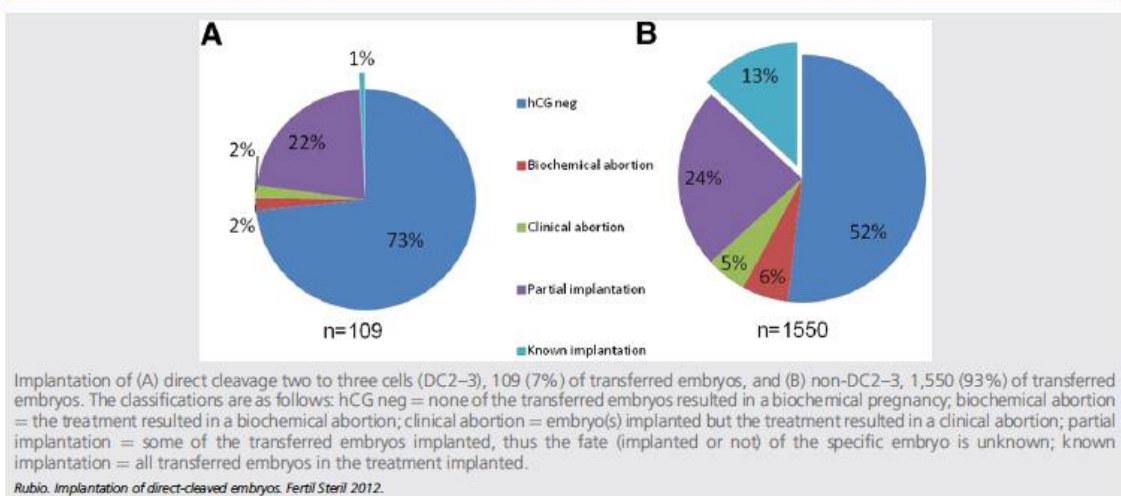 A
B
1%
13%
hCG neg
22%
2%
Biochemical abortion
24%
Clinical abortion
52%
2%
73%
5%
6%
Partial implantation
n=109
n=1550
Known implantation
Implantation of (A) direct cleavage two to three cells (DC2–3), 109 (7%) of transferred embryos, and (B) non-DC2–3, 1,550 (93%) of transferred
embryos. The classifications are as follows: hCG neg = none of the transferred embryos resulted in a biochemical pregnancy; biochemical abortion
= the treatment resulted in a biochemical abortion; clinical abortion = embryo(s) implanted but the treatment resulted in a clinical abortion; partial
implantation = some of the transferred embryos implanted, thus the fate (implanted or not) of the specific embryo is unknown; known
implantation = all transferred embryos in the treatment implanted.
Rubio. Implantation of direct-cleaved embryos. Fertil Steril 2012.